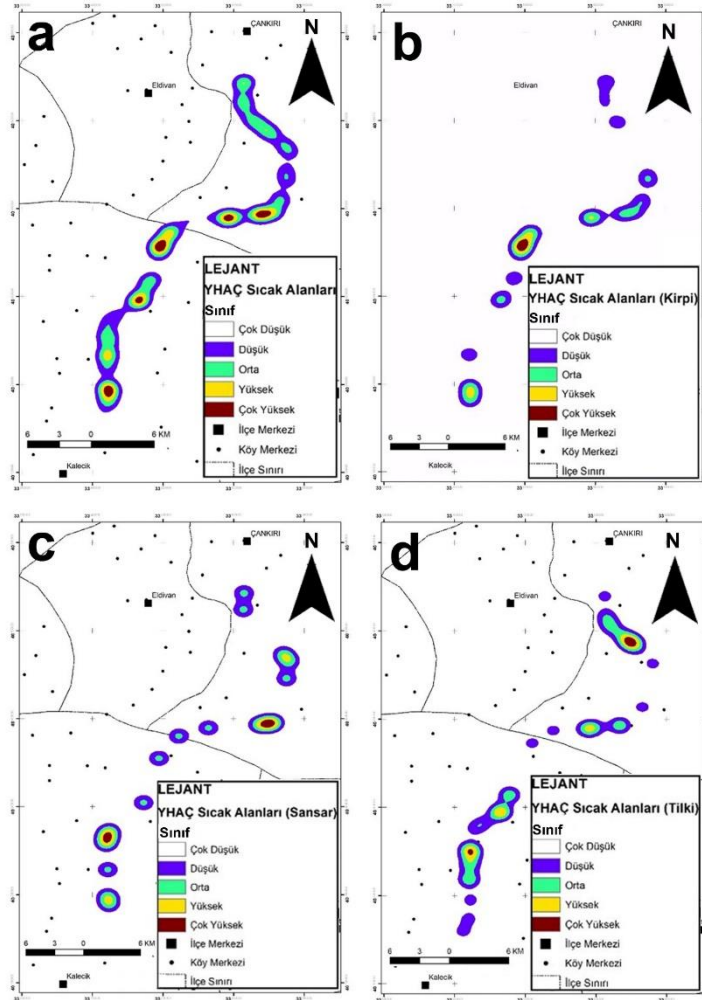 a
ÇANKIRI
N
Eldivan
LEJANT
YHAÇ Sıcak Alanları
Sınıf
Çok Düşük
Düşük
Orta
Yüksek
Çok Yüksek
İlçe Merkezi
Köy Merkezi
İlçe Sınırı
6 3 0 6 KM
Kalecik
b
ÇANKIRI
N
Eldivan
LEJANT
YHAÇ Sıcak Alanları (Kirpi)
Sınıf
Çok Düşük
Düşük
Orta
Yüksek
Çok Yüksek
İlçe Merkezi
Köy Merkezi
İlçe Sınırı
6 3 0 6 KM
Kalecik
c
ÇANKIRI
N
Eldivan
LEJANT
YHAÇ Sıcak Alanları (Sansar)
Sınıf
Çok Düşük
Düşük
Orta
Yüksek
Çok Yüksek
İlçe Merkezi
Köy Merkezi
İlçe Sınırı
6 3 0 6 KM
Kalecik
d
ÇANKIRI
N
Eldivan
LEJANT
YHAÇ Sıcak Alanları (Tilki)
Sınıf
Çok Düşük
Düşük
Orta
Yüksek
Çok Yüksek
İlçe Merkezi
Köy Merkezi
İlçe Sınırı
6 3 0 6 KM
Kalecik